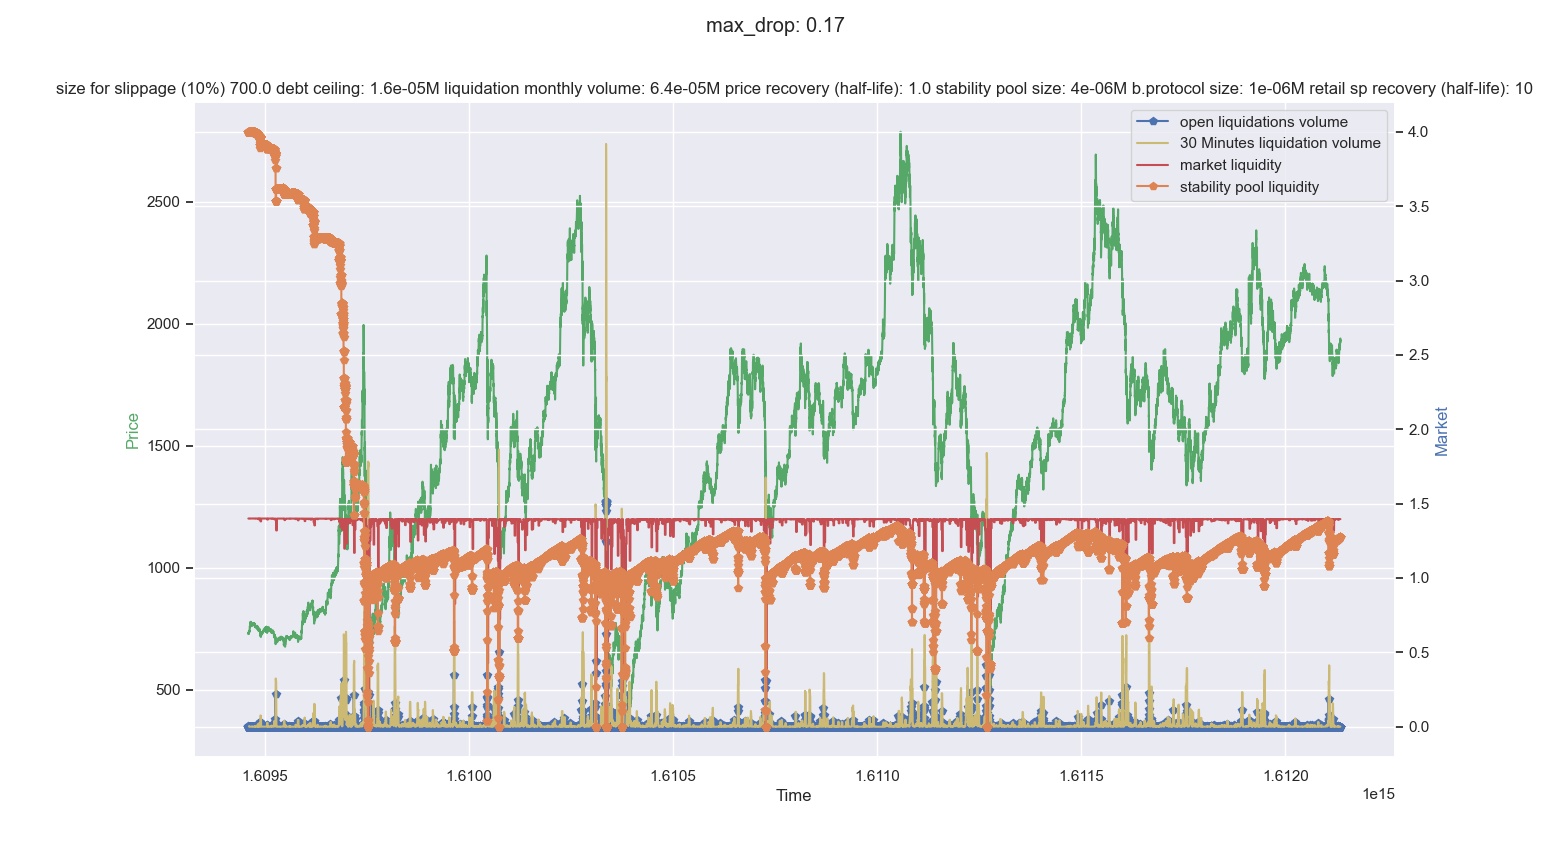 max_drop: 0.17
size for slippage (10%) 700.0 debt ceiling: 1.6e-05M liquidation monthly volume: 6.4e-05M price recovery (half-life): 1.0 stability pool size: 4e-06M b.protocol size: 1e-06M retail sp recovery (half-life): 10
open liquidations volume
30 Minutes liquidation volume
market liquidity
stability pool liquidity
Price
2500
2000
1500
1000
500
4.0
3.5
3.0
2.5
2.0
1.5
1.0
0.5
0.0
Market
1.6095
1.6100
1.6105
1.6110
1.6115
1.6120
Time
1e15